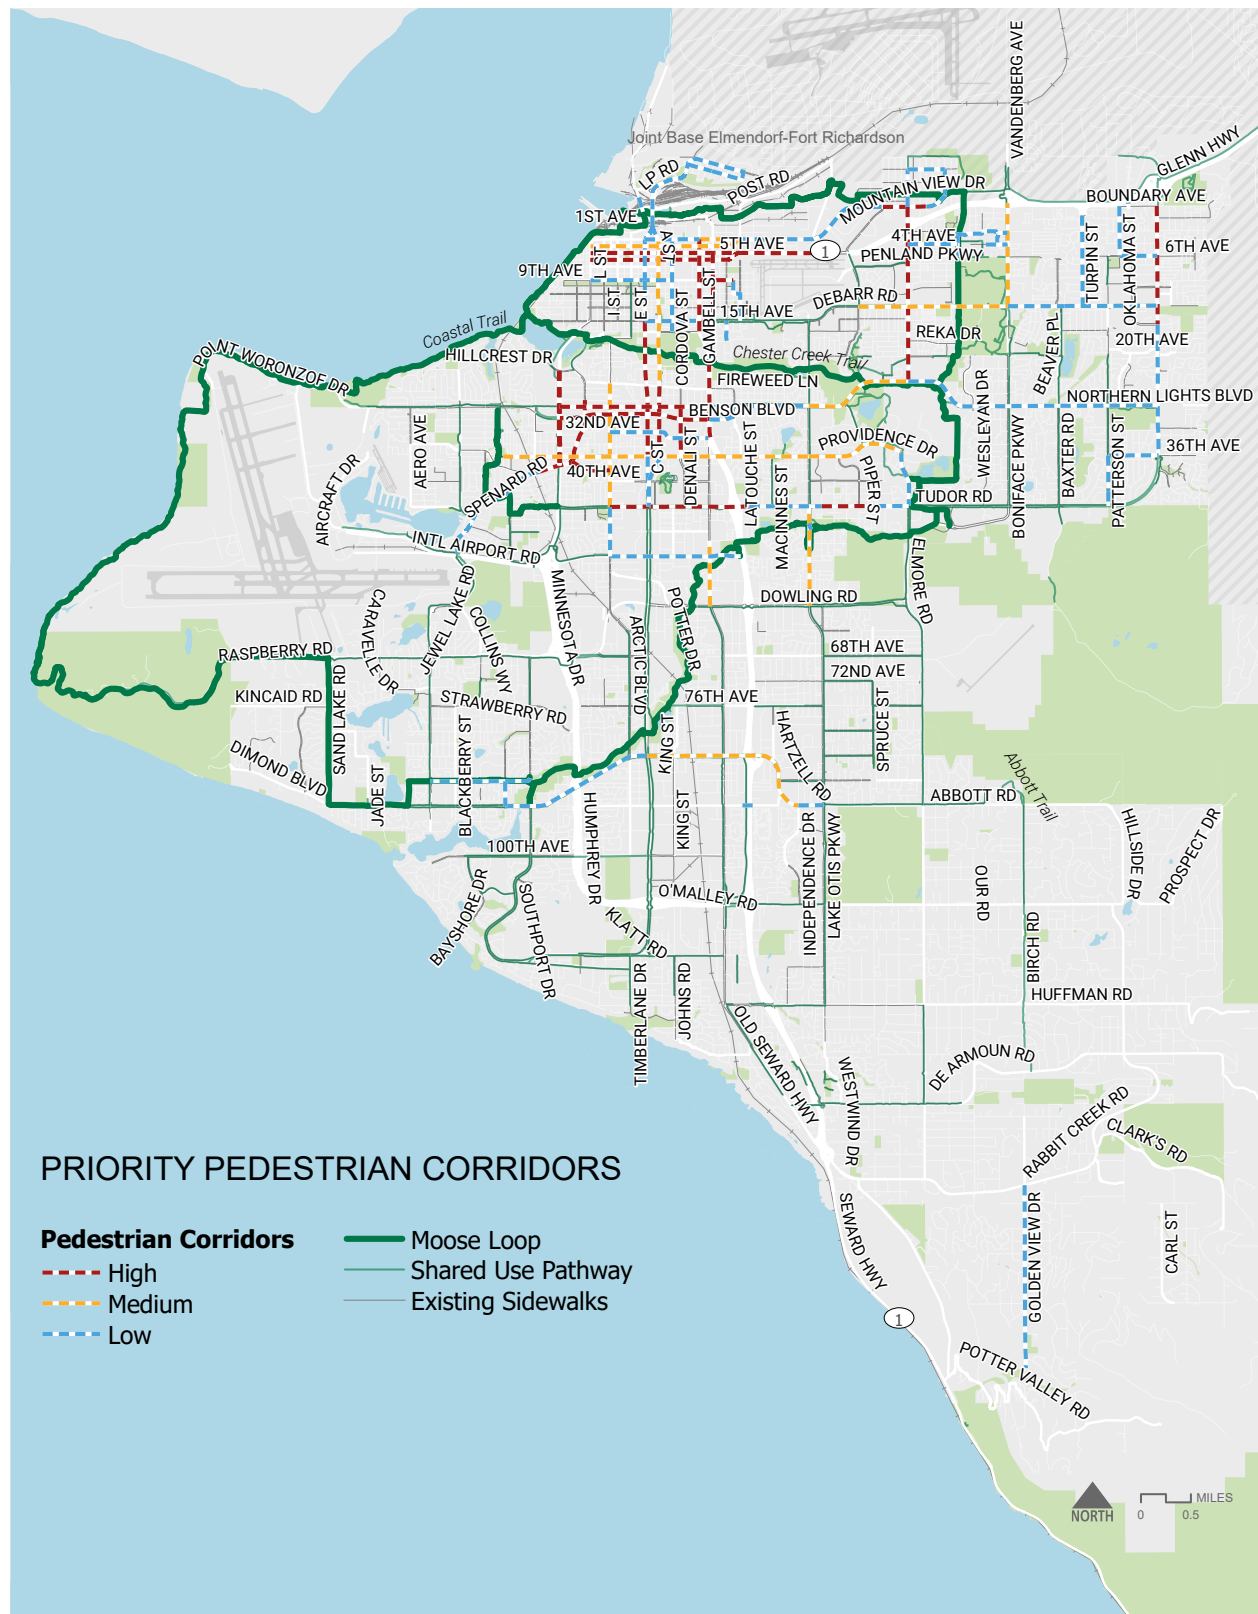 VANDENBERG AVE
Joint Base Elmendorf-Fort Richardson
GLENN HWY
LP RD
POST RD
MOUNTAIN VIEW DR
BOUNDARY AVE
1ST AVE
A ST
5TH AVE
1
4TH AVE
PENLAND PKWY
6TH AVE
TURPIN ST
OKLAHOMA ST
9TH AVE
L ST
I ST
E ST
CORDOVA ST
GAMBELL ST
15TH AVE
DEBARR RD
Coastal Trail
HILLCREST DR
Chester Creek Trail
REKA DR
BEAVER PL
20TH AVE
POINT WORONZOF DR
FIREWEED LN
WESLEYAN DR
NORTHERN LIGHTS BLVD
BENSON BLVD
32ND AVE
AERO AVE
AIRCRAFT DR
SPENARD RD
40TH AVE
C ST
DENALI ST
LATOUCHE ST
MACINNES ST
PROVIDENCE DR
PIPER ST
TUDOR RD
BONIFACE PKWY
BAXTER RD
PATTERSON ST
36TH AVE
INTL AIRPORT RD
ELMORE RD
MINNESOTA DR
DOWLING RD
CARAVELLE DR
JEWEL LAKE RD
COLLINS WY
ARCTIC BLVD
POTTER DR
68TH AVE
RASPBERRY RD
72ND AVE
KINCAID RD
SAND LAKE RD
STRAWBERRY RD
76TH AVE
KING ST
HARTZELL RD
SPRUCE ST
DIMOND BLVD
JADE ST
BLACKBERRY ST
Abbott Trail
ABBOTT RD
HUMPHREY DR
KING ST
INDEPENDENCE DR
LAKE OTIS PKWY
HILLSIDE DR
PROSPECT DR
100TH AVE
BAYSHORE DR
SOUTHPORT DR
O'MALLEY RD
KLATT RD
OUR RD
BIRCH RD
TIMBERLANE DR
JOHNS RD
HUFFMAN RD
OLD SEWARD HWY
DE ARMOUN RD
WESTWIND DR
RABBIT CREEK RD
CLARK'S RD
PRIORITY PEDESTRIAN CORRIDORS
SEWARD HWY
GOLDEN VIEW DR
CARL ST
Pedestrian Corridors
High
Medium
Low
Moose Loop
Shared Use Pathway
Existing Sidewalks
1
POTTER VALLEY RD
NORTH
MILES
0 0.5